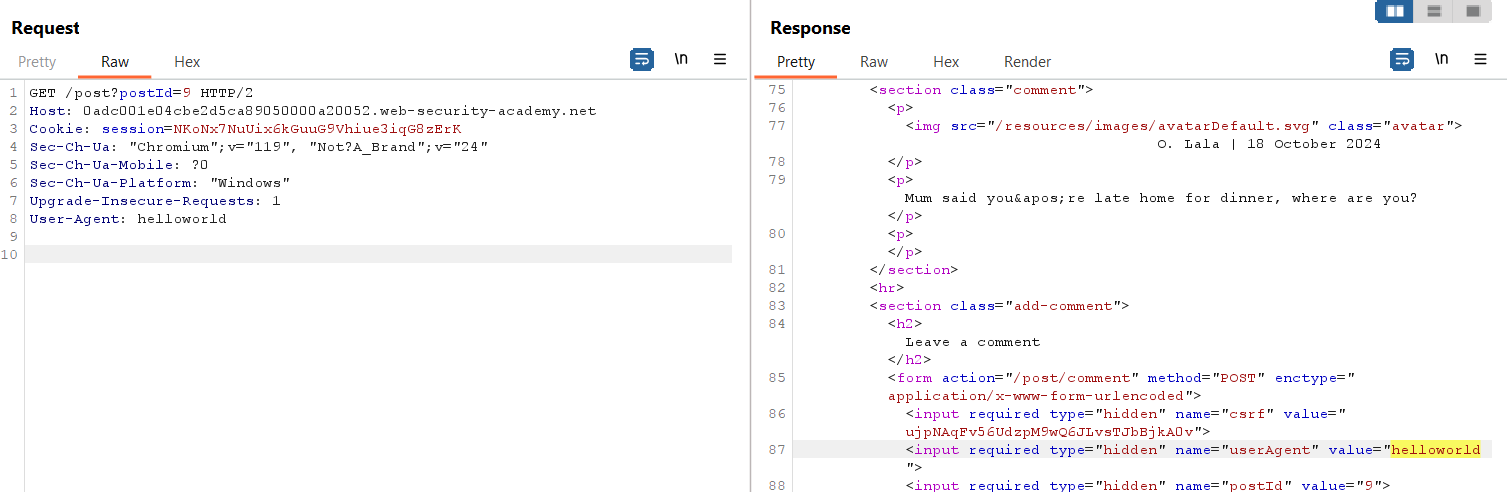 Request
Pretty Raw Hex \n
1 GET /post?postId=9 HTTP/2
2 Host: 0adc001e04cbe2d5ca89050000a20052.web-security-academy.net
3 Cookie: session=NKoNx7NuUix6kGuuG9Vhiue3iqG8zErK
4 Sec-Ch-Ua: "Chromium";v="119", "Not?A_Brand";v="24"
5 Sec-Ch-Ua-Mobile: ?0
6 Sec-Ch-Ua-Platform: "Windows"
7 Upgrade-Insecure-Requests: 1
8 User-Agent: helloworld
9
10
Response
Pretty Raw Hex Render \n
75 <section class="comment">
76 <p>
77 <img src="/resources/images/avatarDefault.svg" class="avatar">
O. Lala | 18 October 2024
78 </p>
79 <p>
Mum said you&apos;re late home for dinner, where are you?
</p>
80 <p>
</p>
81 </section>
82 <hr>
83 <section class="add-comment">
84 <h2>
Leave a comment
</h2>
85 <form action="/post/comment" method="POST" enctype="
application/x-www-form-urlencoded">
86 <input required type="hidden" name="csrf" value="
ujpNAqFv56UdzpM9wQ6JLvsTJbBjkA0v">
87 <input required type="hidden" name="userAgent" value="helloworld
">
88 <input required type="hidden" name="postId" value="9">